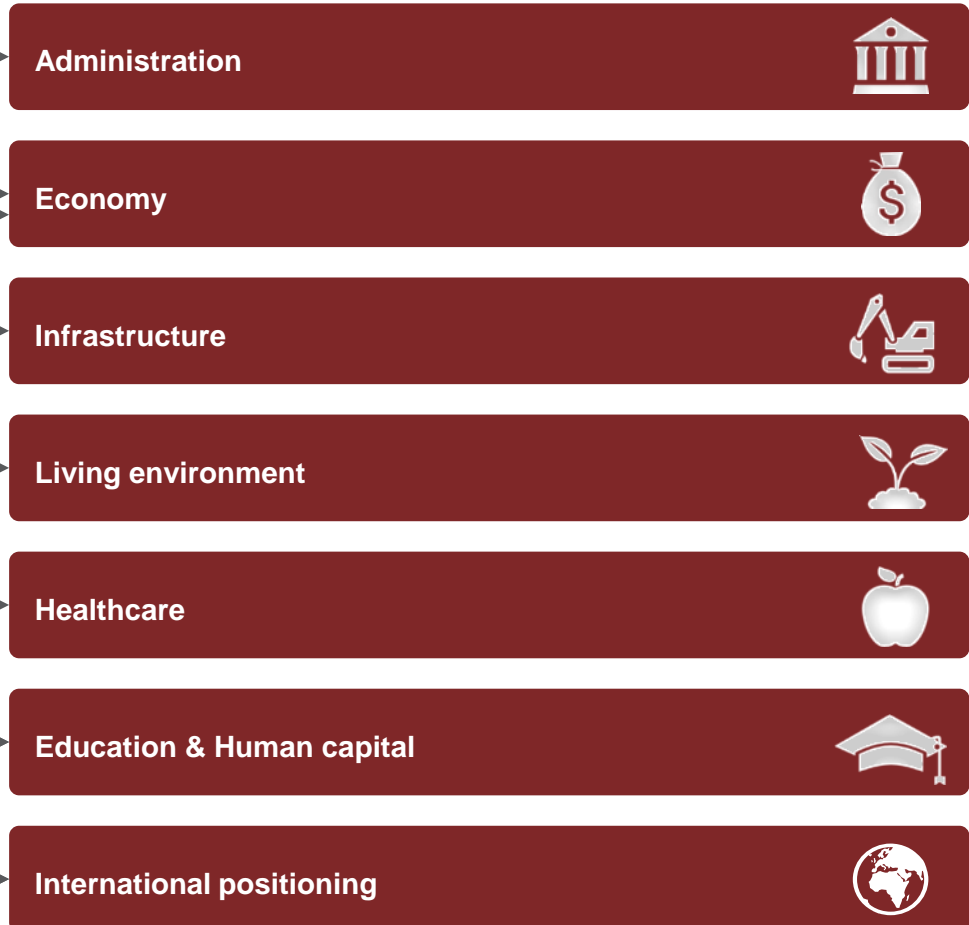 Administration
Economy
$
Infrastructure
Living environment
Healthcare
Education & Human capital
International positioning